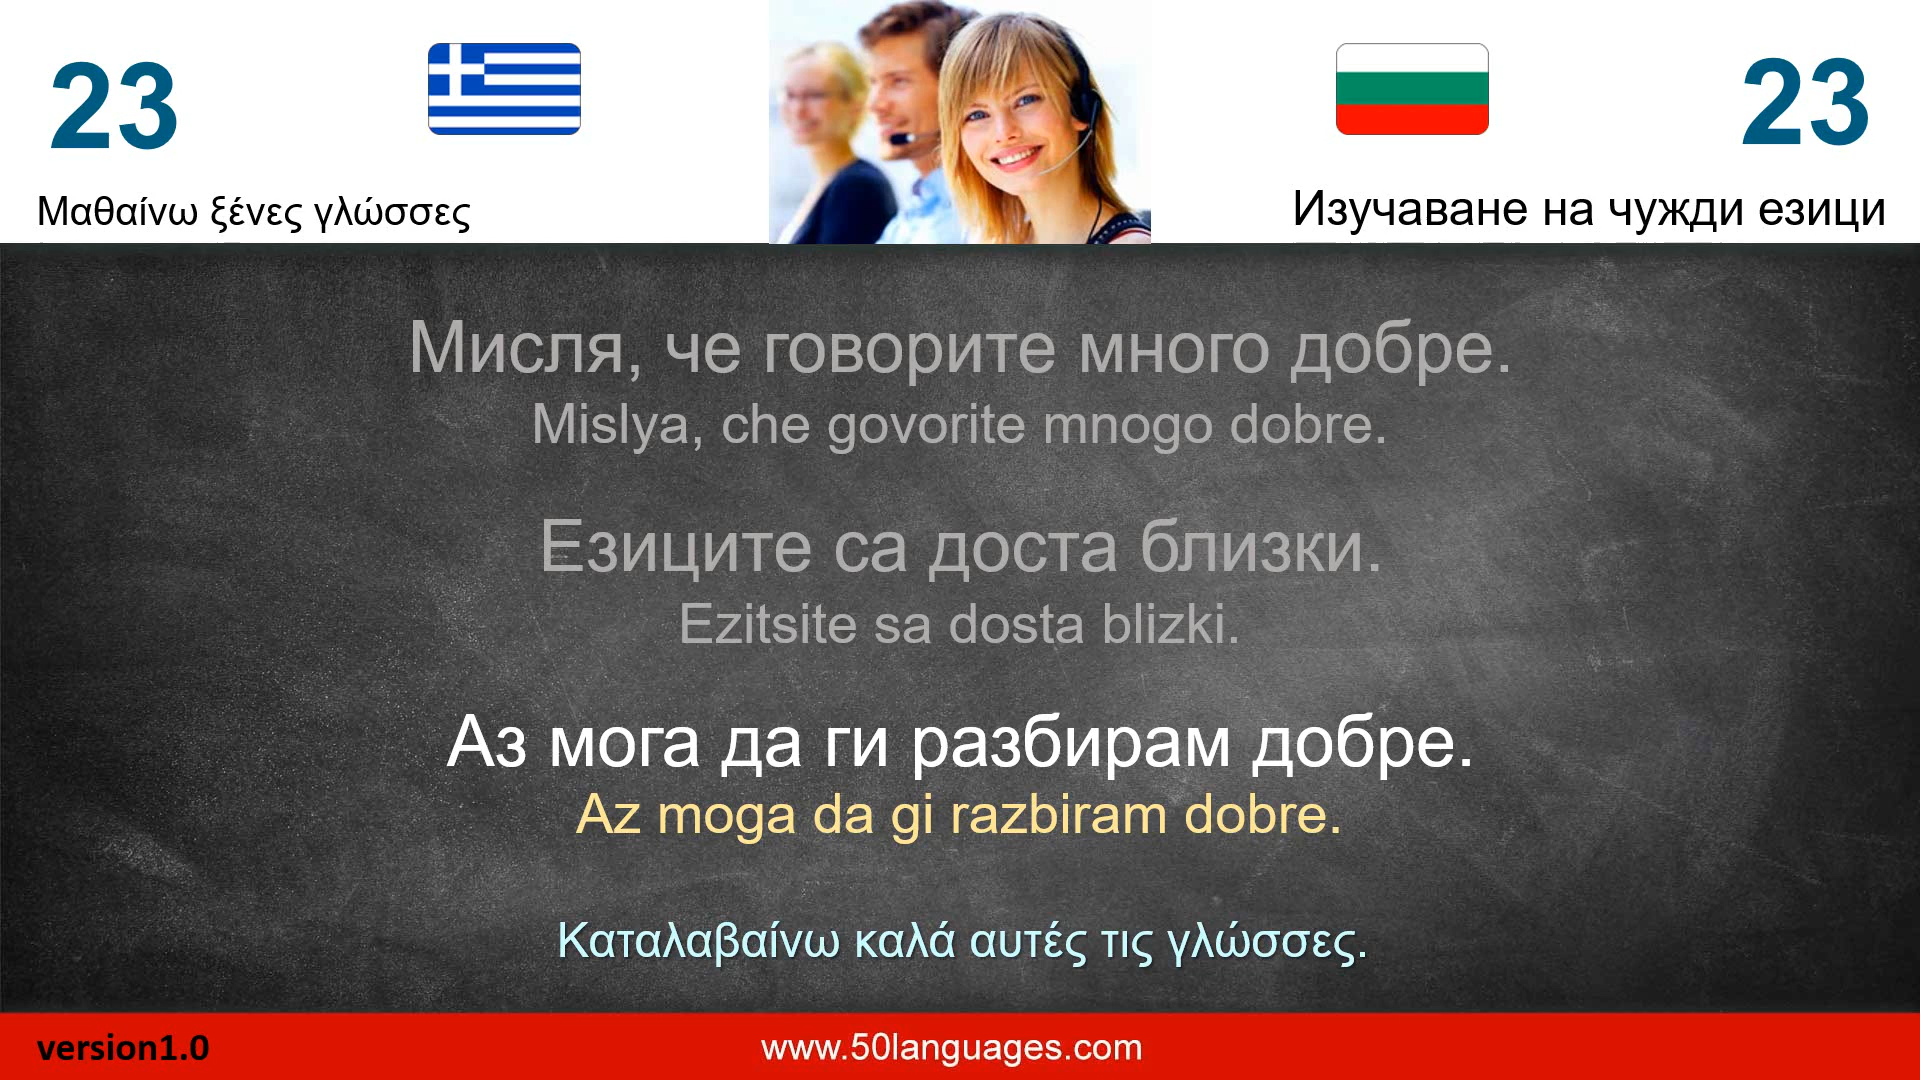 23
23
Μαθαίνω ξένες γλώσσες
Изучаване на чужди езици
Мисля, че говорите много добре.
Mislya, che govorite mnogo dobre.
Езиците са доста близки.
Ezitsite sa dosta blizki.
Аз мога да ги разбирам добре.
Az moga da gi razbiram dobre.
Καταλαβαίνω καλά αυτές τις γλώσσες.
version1.0
www.50languages.com